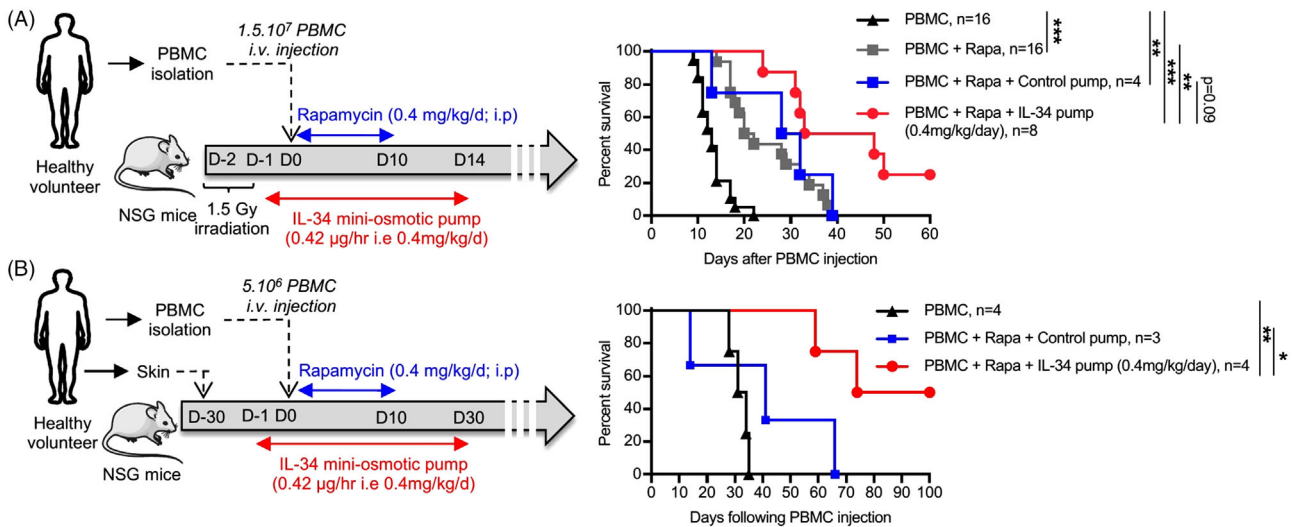 (A)
1.5.10⁷ PBMC
i.v. injection
PBMC
isolation
Rapamycin (0.4 mg/kg/d; i.p)
D-2 D-1 D0 D10 D14
Healthy
volunteer
NSG mice
1.5 Gy
irradiation
IL-34 mini-osmotic pump
(0.42 µg/hr i.e 0.4mg/kg/d)
PBMC, n=16
PBMC + Rapa, n=16
PBMC + Rapa + Control pump, n=4
PBMC + Rapa + IL-34 pump
(0.4mg/kg/day), n=8
***
**
***
**
p=0.09
Percent survival
100
80
60
40
20
0
0 10 20 30 40 50 60
Days after PBMC injection
(B)
5.10⁶ PBMC
i.v. injection
PBMC
isolation
Skin
Rapamycin (0.4 mg/kg/d; i.p)
D-30 D-1 D0 D10 D30
Healthy
volunteer
NSG mice
IL-34 mini-osmotic pump
(0.42 µg/hr i.e 0.4mg/kg/d)
PBMC, n=4
PBMC + Rapa + Control pump, n=3
PBMC + Rapa + IL-34 pump (0.4mg/kg/day), n=4
**
*
Percent survival
100
80
60
40
20
0
0 10 20 30 40 50 60 70 80 90 100
Days following PBMC injection